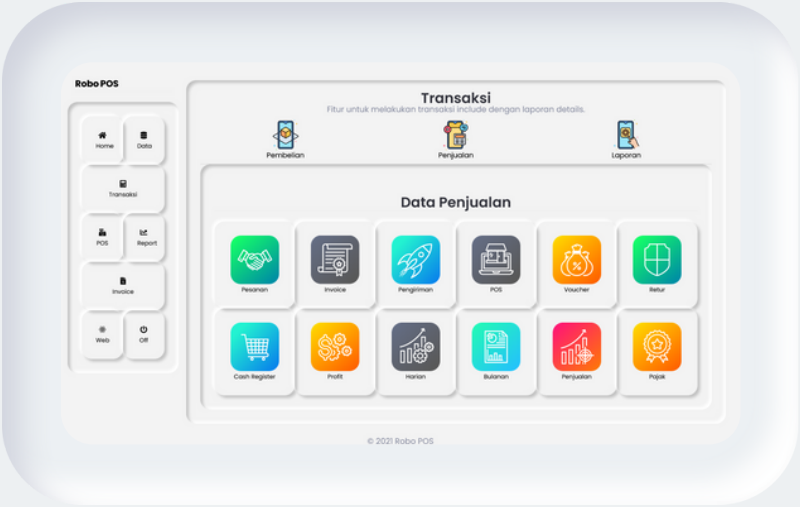 Robo POS
Home
Data
Transaksi
POS
Report
Invoice
Web
Off
Transaksi
Fitur untuk melakukan transaksi include dengan laporan details.
Pembelian
Penjualan
Laporan
Data Penjualan
Pesanan
Invoice
Pengiriman
POS
Voucher
Retur
Cash Register
Profit
Harian
Bulanan
Penjualan
Pajak
© 2021 Robo POS